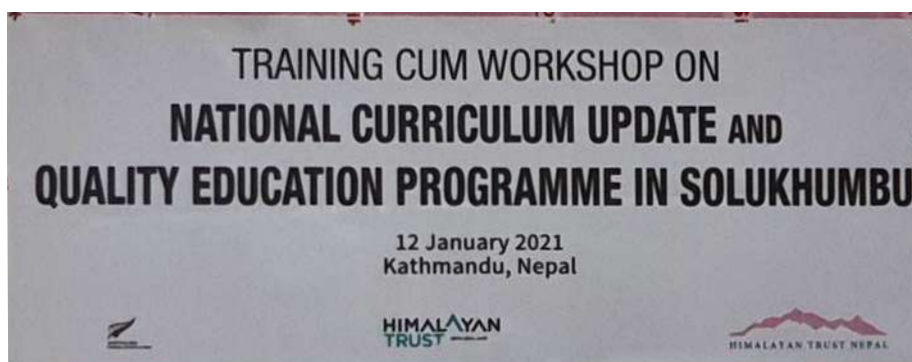 TRAINING CUM WORKSHOP ON
NATIONAL CURRICULUM UPDATE AND
QUALITY EDUCATION PROGRAMME IN SOLUKHUMBU
12 January 2021
Kathmandu, Nepal
HIMALAYAN
TRUST
HIMALAYAN TRUST NEPAL